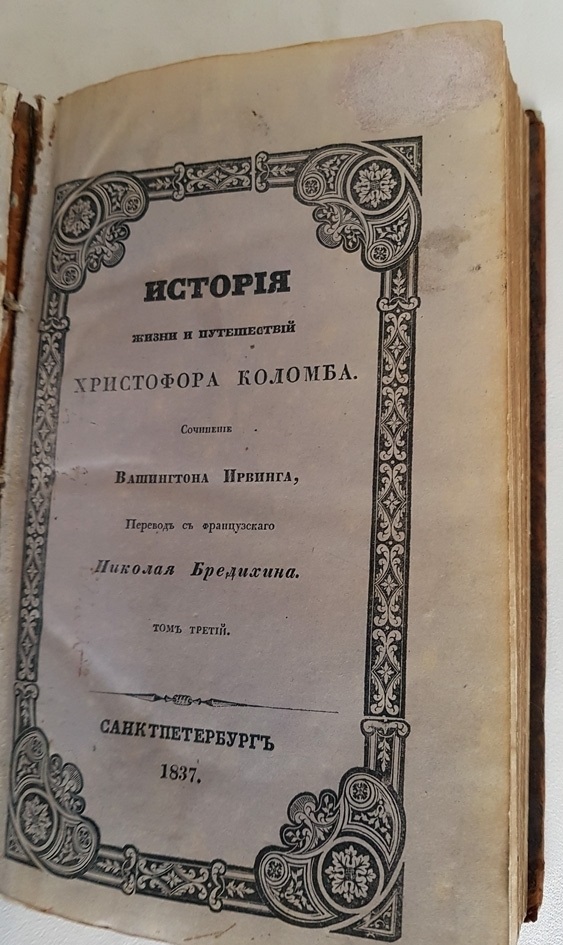 ИСТОРІЯ
ЖИЗНИ И ПУТЕШЕСТВІЙ
ХРИСТОФОРА КОЛОМБА.
Сочиненіе
Вашингтона Ирвинга,
Переводъ съ французскаго
Николая Бредихина.
ТОМЪ ТРЕТІЙ.
САНКТПЕТЕРБУРГЪ
1837.